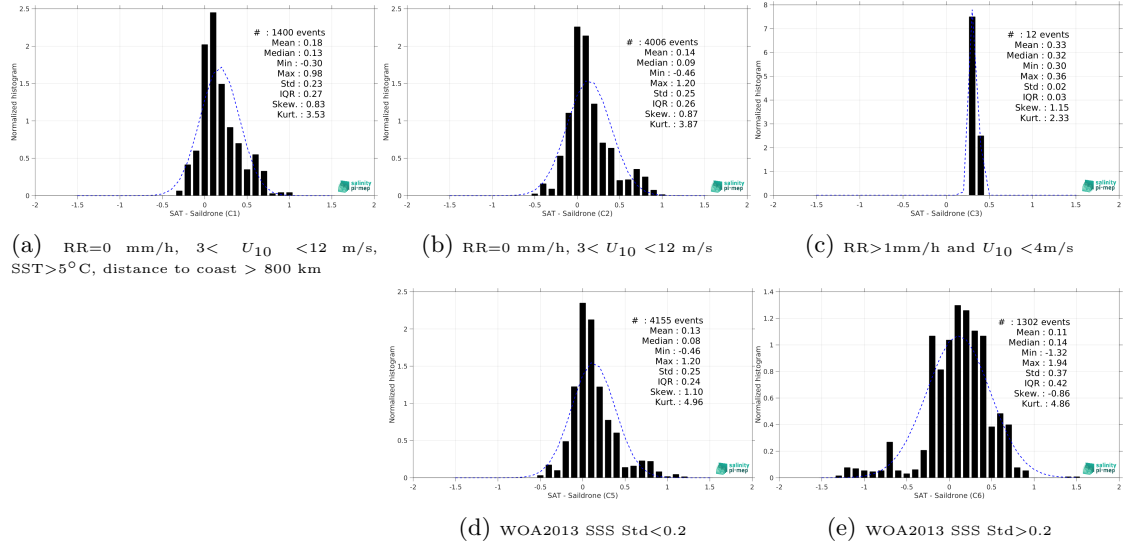 2.5
2
1.5
1
0.5
0
Normalized histogram
# : 1400 events
Mean : 0.18
Median : 0.13
Min : -0.30
Max : 0.98
Std : 0.23
IQR : 0.27
Skew. : 0.83
Kurt. : 3.53
salinity
pi-mep
-2 -1.5 -1 -0.5 0 0.5 1 1.5 2
SAT - Saildrone (C1)
(a) RR=0 mm/h, 3< U10 <12 m/s,
SST>5°C, distance to coast > 800 km
2.5
2
1.5
1
0.5
0
Normalized histogram
# : 4006 events
Mean : 0.14
Median : 0.09
Min : -0.46
Max : 1.20
Std : 0.25
IQR : 0.26
Skew. : 0.87
Kurt. : 3.87
salinity
pi-mep
-2 -1.5 -1 -0.5 0 0.5 1 1.5 2
SAT - Saildrone (C2)
(b) RR=0 mm/h, 3< U10 <12 m/s
8
7
6
5
4
3
2
1
0
Normalized histogram
# : 12 events
Mean : 0.33
Median : 0.32
Min : 0.30
Max : 0.36
Std : 0.02
IQR : 0.03
Skew. : 1.15
Kurt. : 2.33
salinity
pi-mep
-2 -1.5 -1 -0.5 0 0.5 1 1.5 2
SAT - Saildrone (C3)
(c) RR>1mm/h and U10 <4m/s
2.5
2
1.5
1
0.5
0
Normalized histogram
# : 4155 events
Mean : 0.13
Median : 0.08
Min : -0.46
Max : 1.20
Std : 0.25
IQR : 0.24
Skew. : 1.10
Kurt. : 4.96
salinity
pi-mep
-2 -1.5 -1 -0.5 0 0.5 1 1.5 2
SAT - Saildrone (C5)
(d) WOA2013 SSS Std<0.2
1.4
1.2
1
0.8
0.6
0.4
0.2
0
Normalized histogram
# : 1302 events
Mean : 0.11
Median : 0.14
Min : -1.32
Max : 1.94
Std : 0.37
IQR : 0.42
Skew. : -0.86
Kurt. : 4.86
salinity
pi-mep
-2 -1.5 -1 -0.5 0 0.5 1 1.5 2
SAT - Saildrone (C6)
(e) WOA2013 SSS Std>0.2